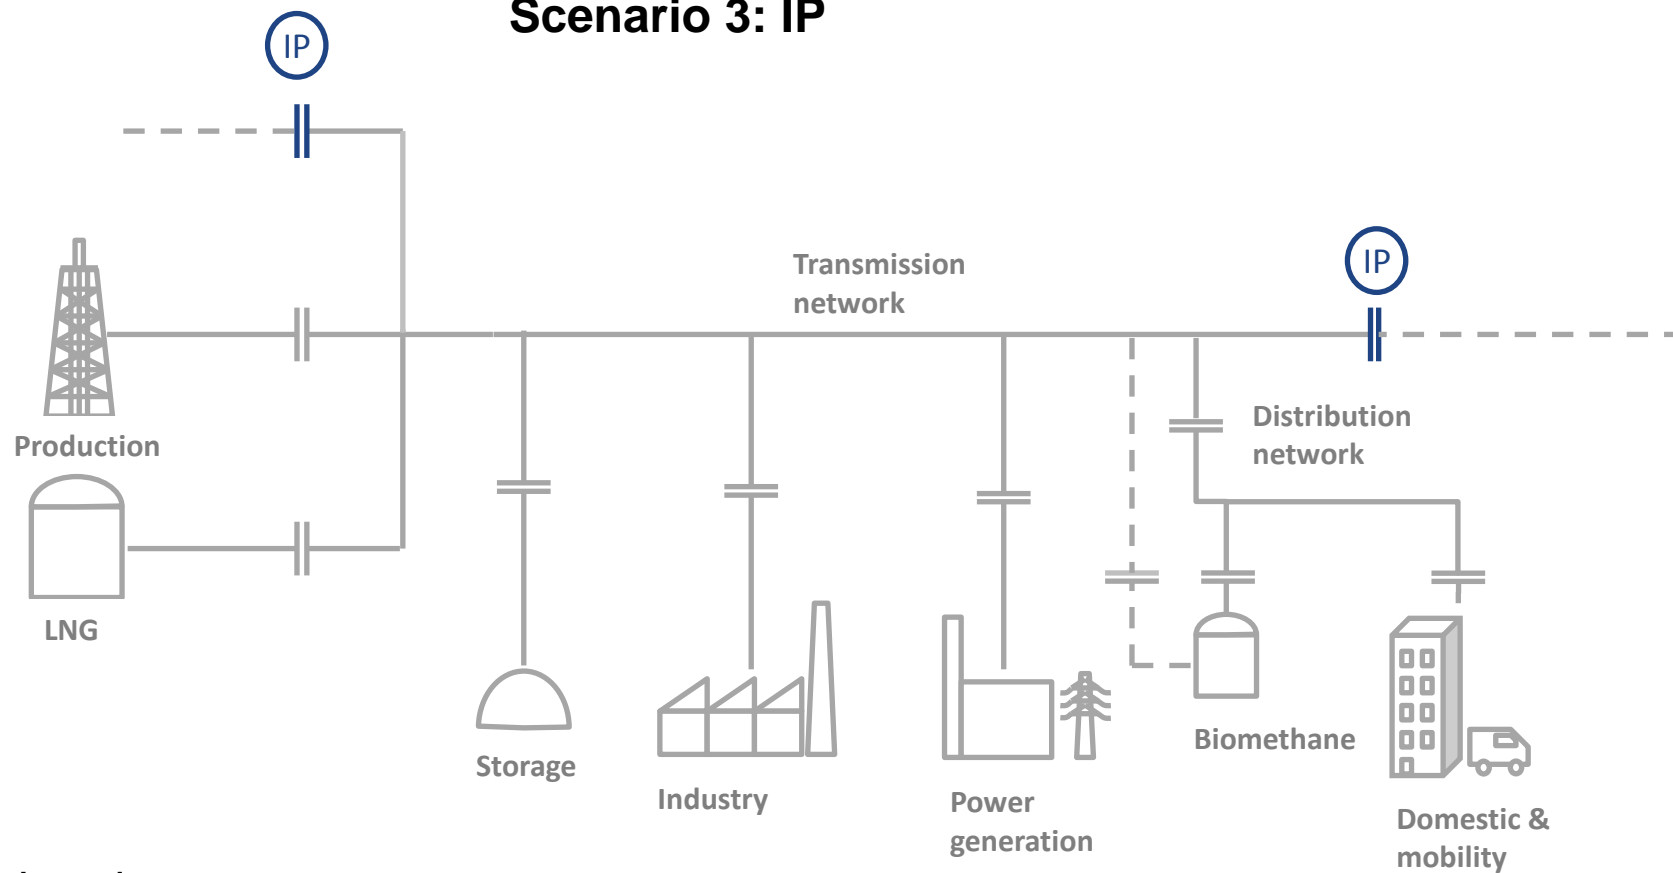 Scenario 3: IP
IP
Transmission
network
IP
Production
Distribution
network
LNG
Storage
Industry
Power
generation
Biomethane
Domestic &
mobility